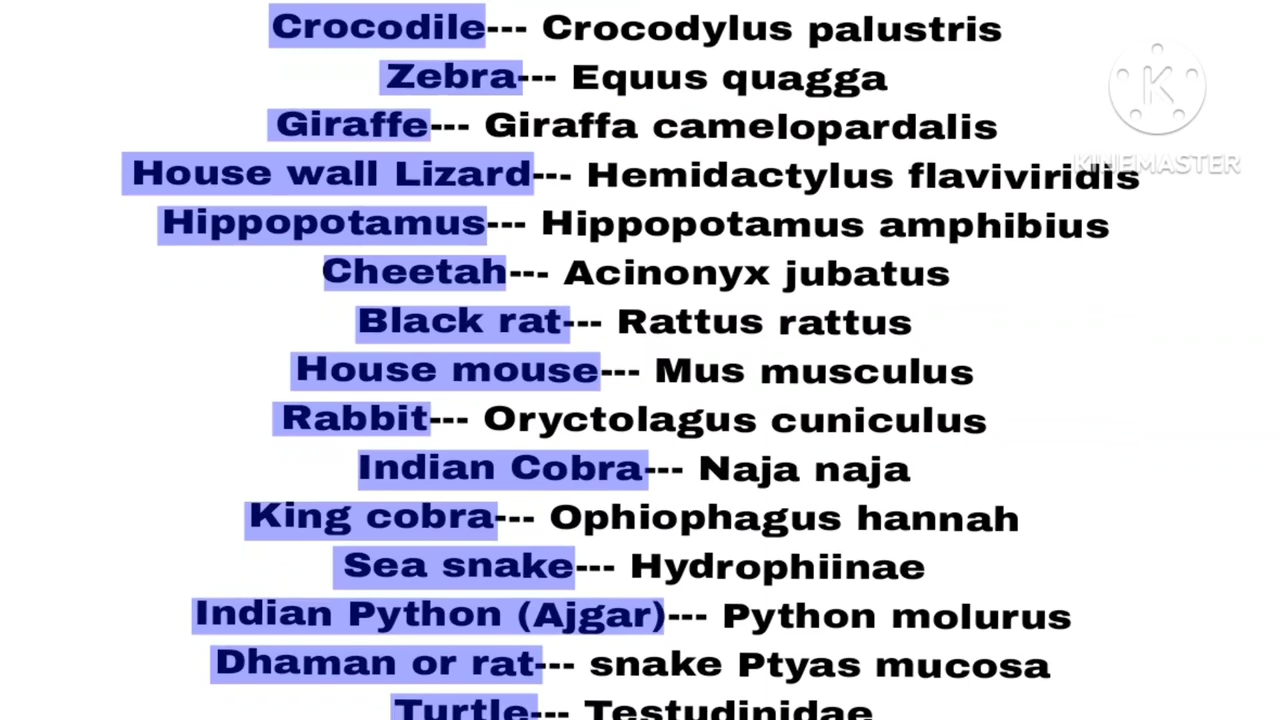 Crocodile--- Crocodylus palustris
Zebra--- Equus quagga
Giraffe--- Giraffa camelopardalis
House wall Lizard--- Hemidactylus flaviviridis
Hippopotamus--- Hippopotamus amphibius
Cheetah--- Acinonyx jubatus
Black rat--- Rattus rattus
House mouse--- Mus musculus
Rabbit--- Oryctolagus cuniculus
Indian Cobra--- Naja naja
King cobra--- Ophiophagus hannah
Sea snake--- Hydrophiinae
Indian Python (Ajgar)--- Python molurus
Dhaman or rat--- snake Ptyas mucosa
Turtle--- Testudinidae
K
KINEMASTER